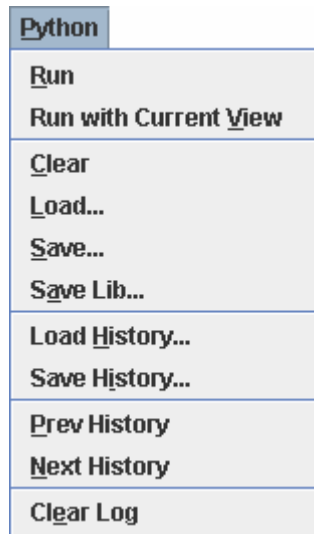 Python
Run
Run with Current View
Clear
Load...
Save...
Save Lib...
Load History...
Save History...
Prev History
Next History
Clear Log